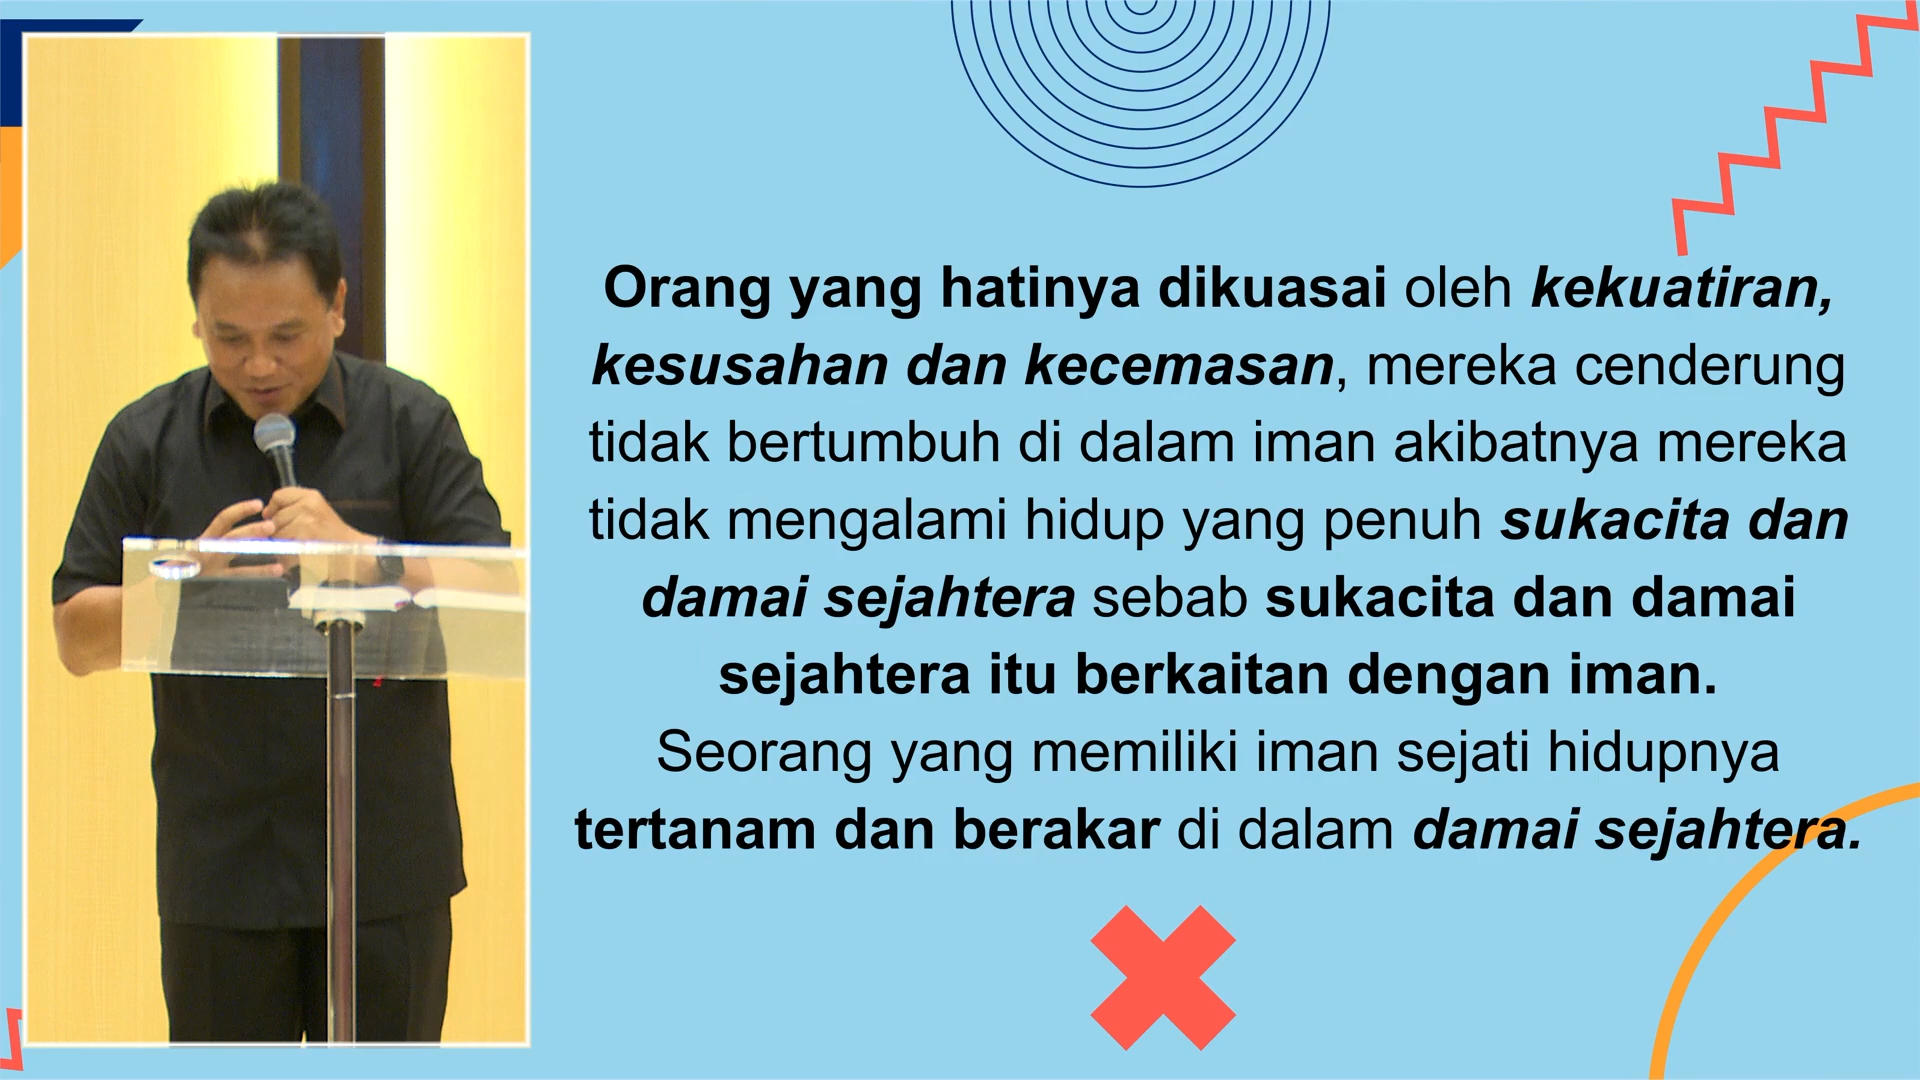 Orang yang hatinya dikuasai oleh kekuatiran,
kesusahan dan kecemasan, mereka cenderung
tidak bertumbuh di dalam iman akibatnya mereka
tidak mengalami hidup yang penuh sukacita dan
damai sejahtera sebab sukacita dan damai
sejahtera itu berkaitan dengan iman.
Seorang yang memiliki iman sejati hidupnya
tertanam dan berakar di dalam damai sejahtera.